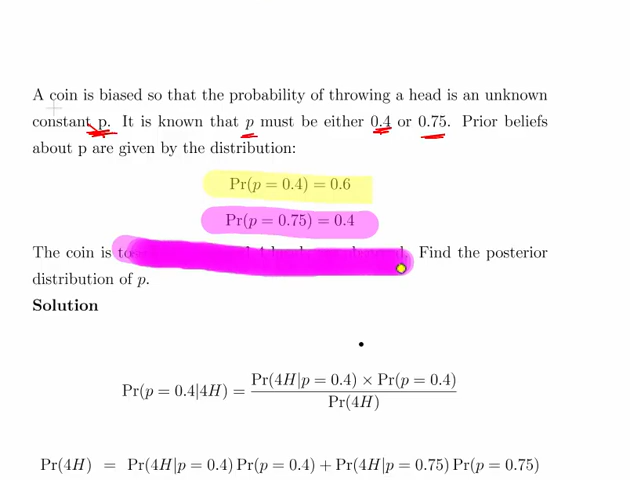 A coin is biased so that the probability of throwing a head is an unknown
constant p. It is known that p must be either 0.4 or 0.75. Prior beliefs
about p are given by the distribution:
Pr(p = 0.4) = 0.6
Pr(p = 0.75) = 0.4
The coin is Find the posterior
distribution of p.
Solution
Pr(p = 0.4|4H) = Pr(4H|p = 0.4) × Pr(p = 0.4)
Pr(4H)
Pr(4H) = Pr(4H|p = 0.4) Pr(p = 0.4) + Pr(4H|p = 0.75) Pr(p = 0.75)